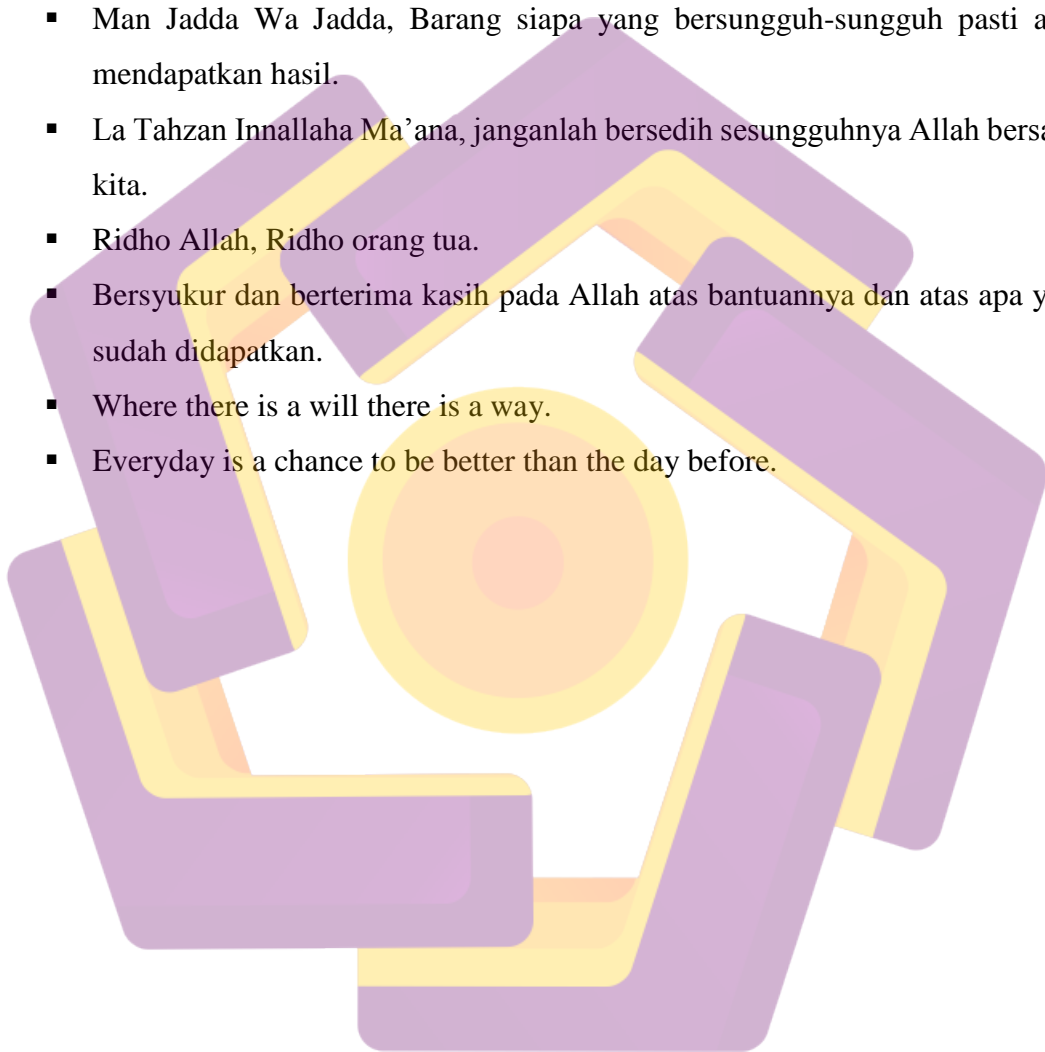 ▪ Man Jadda Wa Jadda, Barang siapa yang bersungguh-sungguh pasti a
mendapatkan hasil.
▪ La Tahzan Innallaha Ma’ana, janganlah bersedih sesungguhnya Allah bersa
kita.
▪ Ridho Allah, Ridho orang tua.
▪ Bersyukur dan berterima kasih pada Allah atas bantuannya dan atas apa y
sudah didapatkan.
▪ Where there is a will there is a way.
▪ Everyday is a chance to be better than the day before.